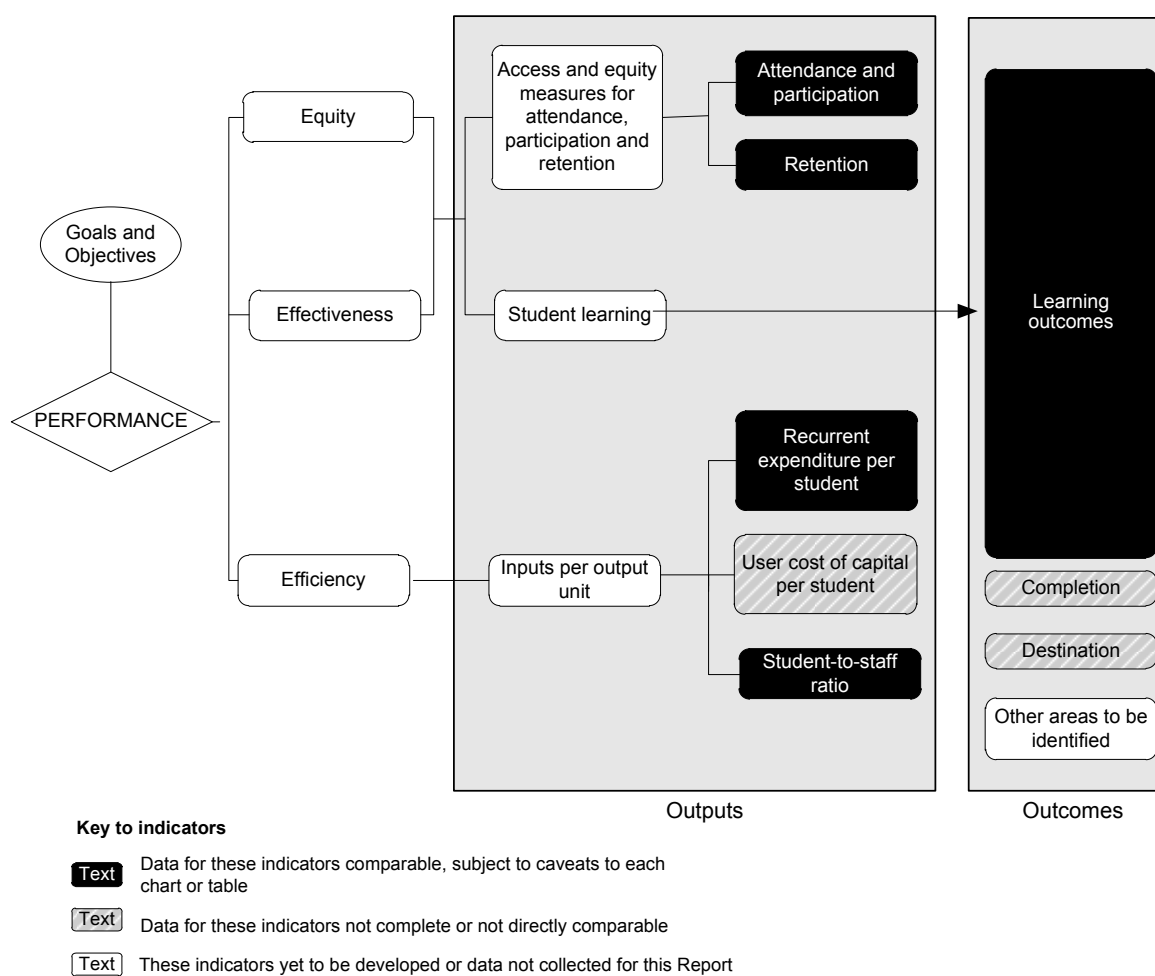 Goals and
Objectives
PERFORMANCE
Equity
Effectiveness
Efficiency
Access and equity
measures for
attendance,
participation and
retention
Student learning
Inputs per output
unit
Attendance and
participation
Retention
Recurrent
expenditure per
student
User cost of capital
per student
Student-to-staff
ratio
Outputs
Learning
outcomes
Completion
Destination
Other areas to be
identified
Outcomes
Key to indicators
Text Data for these indicators comparable, subject to caveats to each
chart or table
Text Data for these indicators not complete or not directly comparable
Text These indicators yet to be developed or data not collected for this Report